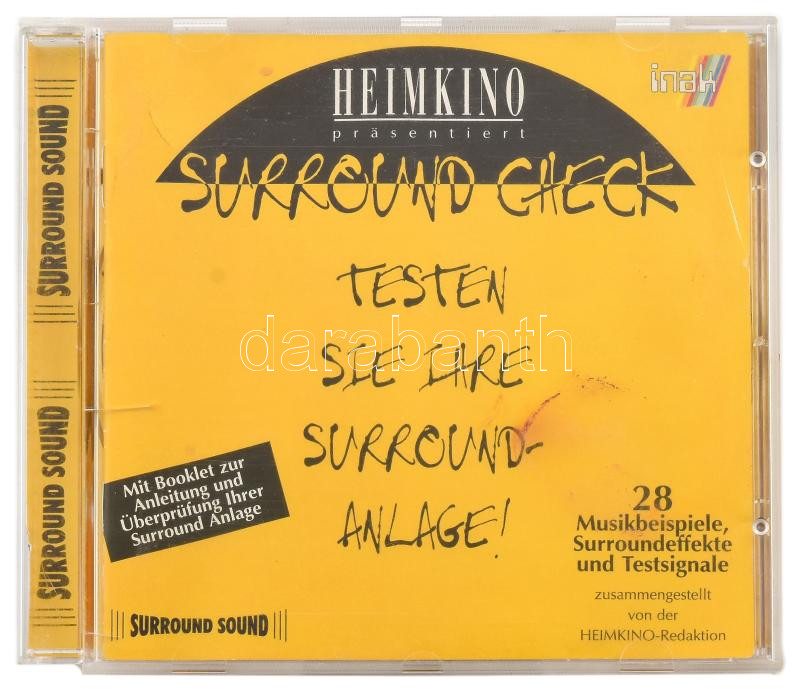 HEIMKINO
präsentiert
SURROUND CHECK
inak
TESTEN
SIE IHRE
SURROUND-
ANLAGE!
darabanth
Mit Booklet zur
Anleitung und
Überprüfung Ihrer
Surround Anlage
28
Musikbeispiele,
Surroundeffekte
und Testsignale
zusammengestellt
von der
HEIMKINO-Redaktion
SURROUND SOUND
SURROUND SOUND
SURROUND SOUND